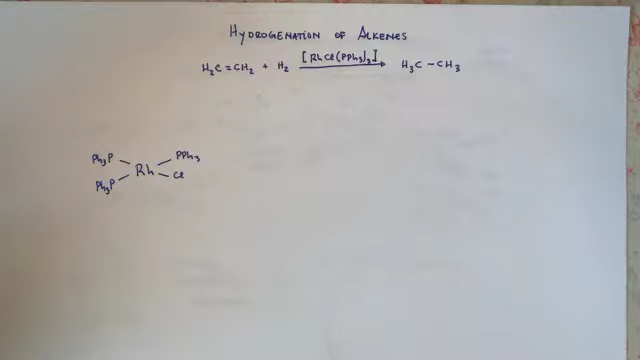 HYDROGENATION OF ALKENES
H₂C=CH₂ + H₂ [RhCl(PPh₃)₃] → H₃C-CH₃
Ph₃P PPh₃
Rh
Ph₃P Cl